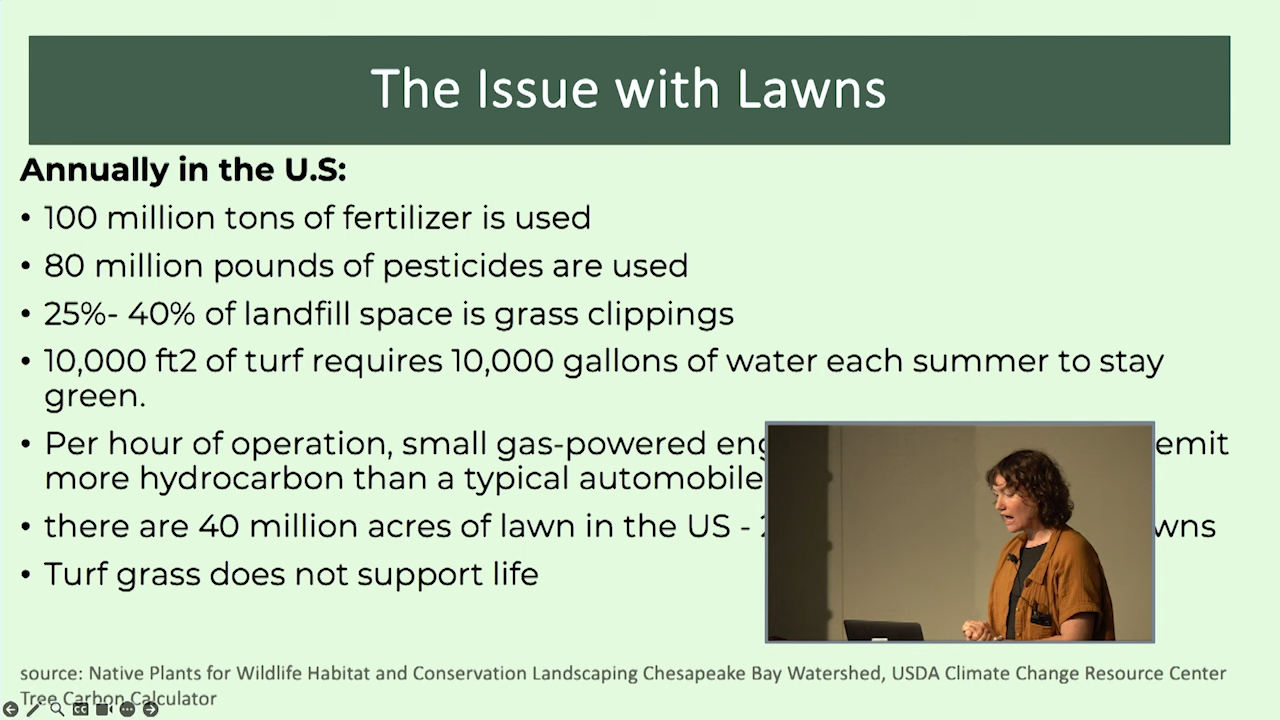 The Issue with Lawns
Annually in the U.S:
• 100 million tons of fertilizer is used
• 80 million pounds of pesticides are used
• 25%- 40% of landfill space is grass clippings
• 10,000 ft2 of turf requires 10,000 gallons of water each summer to stay
green.
• Per hour of operation, small gas-powered emit
more hydrocarbon than a typical automobile
• there are 40 million acres of lawn in the US -
• Turf grass does not support life
source: Native Plants for Wildlife Habitat and Conservation Landscaping Chesapeake Bay Watershed, USDA Climate Change Resource Center
Tree Carbon Calculator
CC